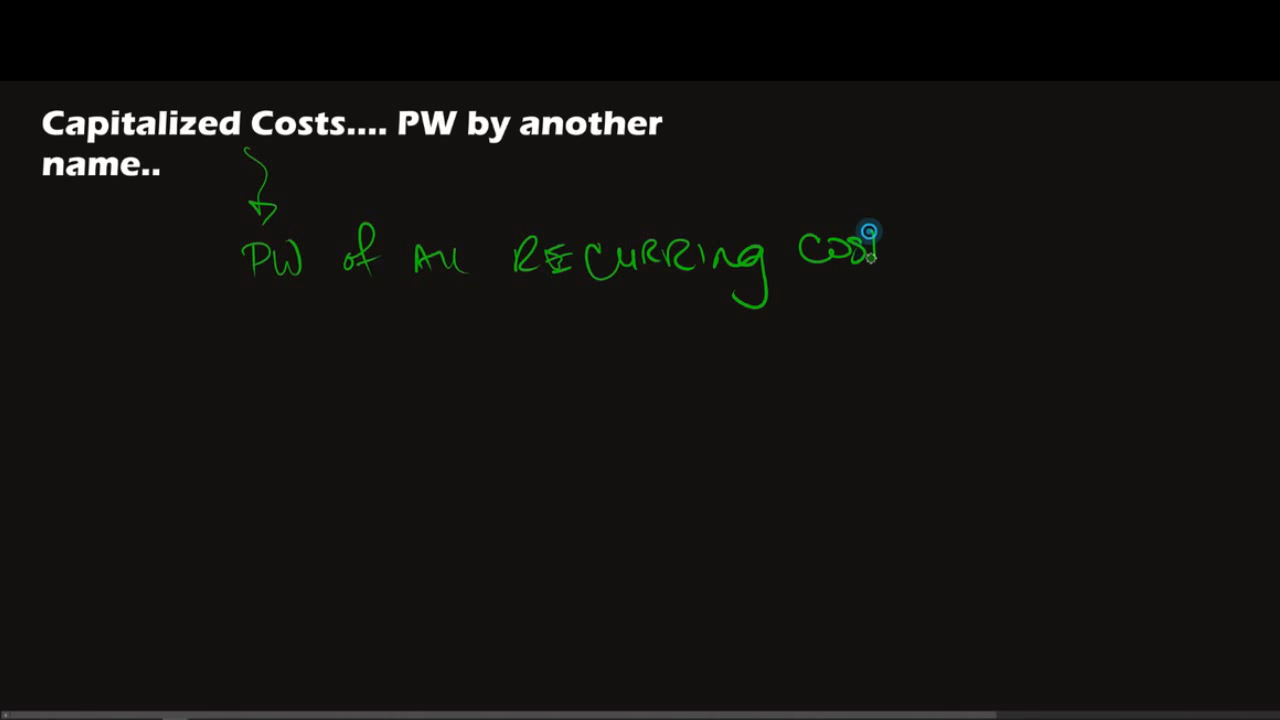 Capitalized Costs.... PW by another
name..
PW of All RECURRing Cost